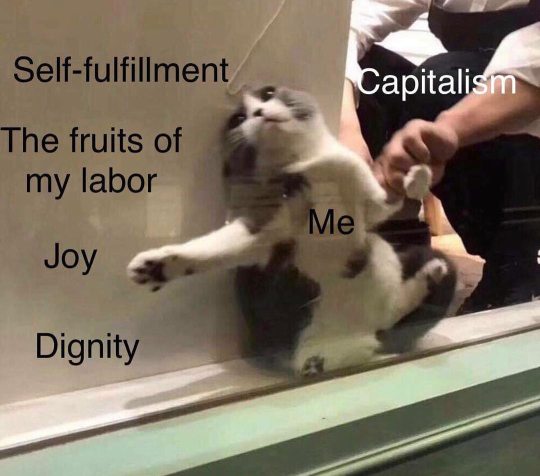 Self-fulfillment
Capitalism
The fruits of
my labor
Me
Joy
Dignity